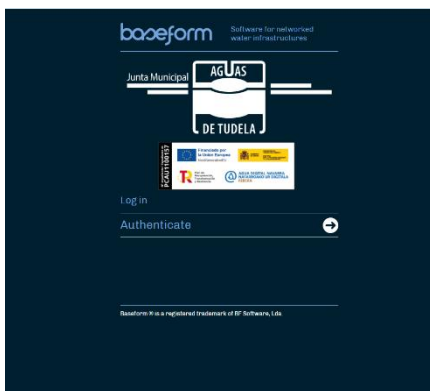 baseform
Software for networked
water infrastructures
Junta Municipal
AGUAS
DE TUDELA
PCAU1100157
Financiado por
la Unión Europea
Log in
Authenticate
Baseform ® is a registered trademark of BF Software, Lda